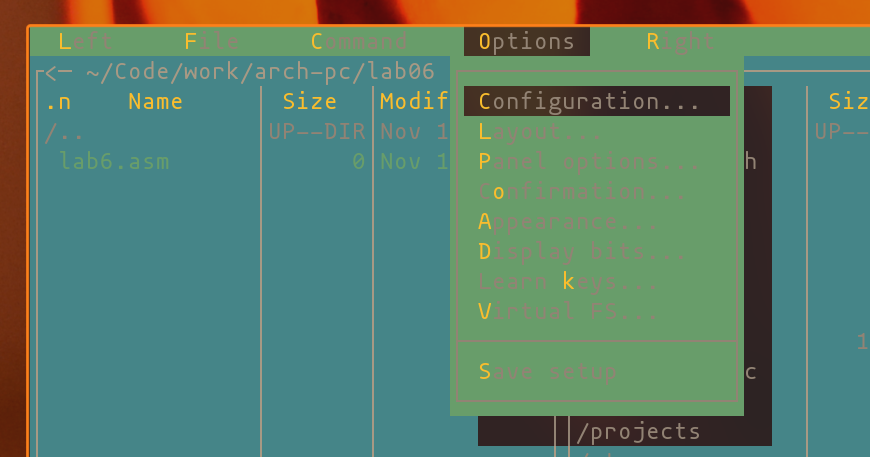 Left File Command Options Right
<─ ~/Code/work/arch-pc/lab06
.n Name Size Modif Siz
/.. UP--DIR Nov 1 UP--
lab6.asm 0 Nov 1 h
Configuration...
Layout...
Panel options...
Confirmation...
Appearance...
Display bits...
Learn keys...
Virtual FS...
1
Save setup c
/projects